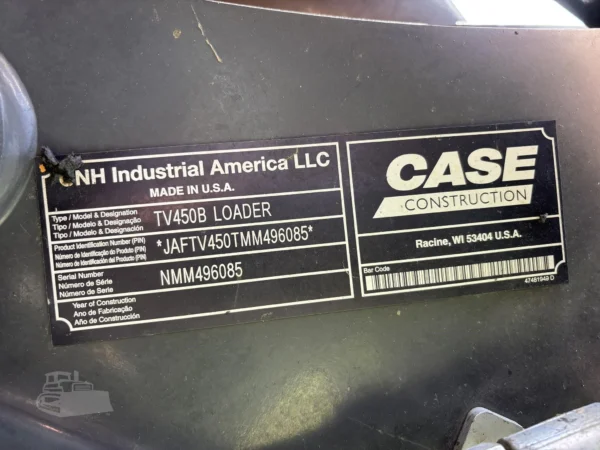 CNH Industrial America LLC
MADE IN U.S.A.
Type / Model & Designation
Tipo / Modelo & Designação
Tipo / Modelo & Designación
TV450B LOADER
Product Identification Number (PIN)
Número de Identificação do Produto (PIN)
Número de Identificación del Producto (PIN)
*JAFTV450TMM496085*
Serial Number
Número de Série
Número de Serie
NMM496085
Year of Construction
Ano de Fabricação
Año de Construcción
CASE
CONSTRUCTION
Racine, WI 53404 U.S.A.
Bar Code
47481949 D